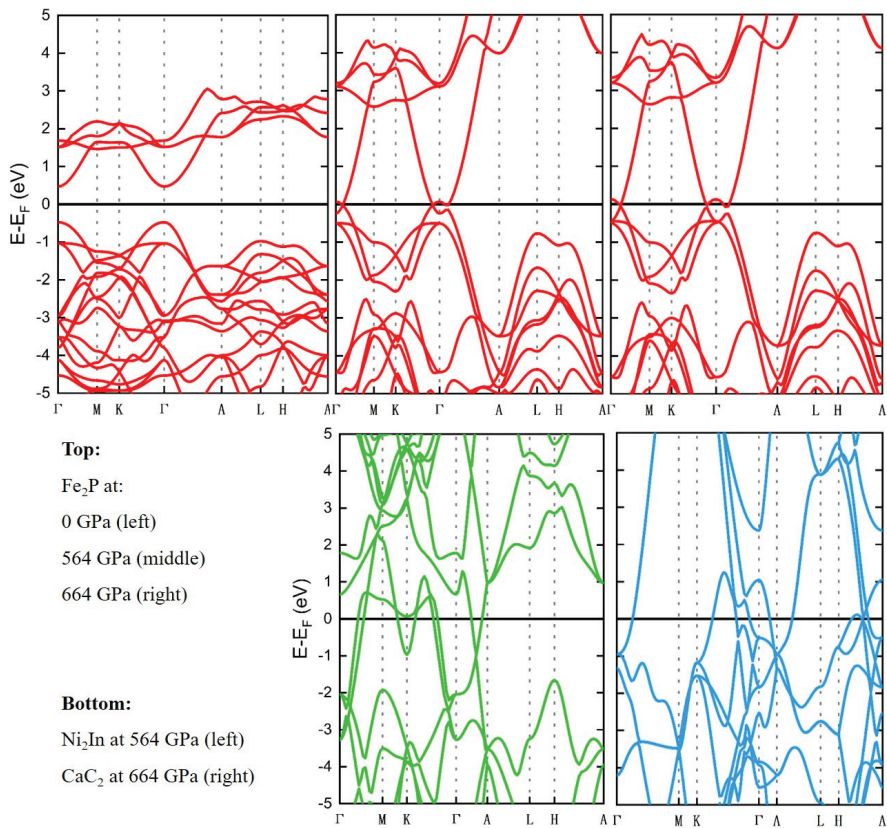 5
4
3
2
1
0
-1
-2
-3
-4
-5
E-E_F (eV)
Γ M K Γ A L H A
Γ M K Γ A L H A
Γ M K Γ A L H A
Top:
Fe₂P at:
0 GPa (left)
564 GPa (middle)
664 GPa (right)
Bottom:
Ni₂In at 564 GPa (left)
CaC₂ at 664 GPa (right)
5
4
3
2
1
0
-1
-2
-3
-4
-5
E-E_F (eV)
Γ M K Γ A L H A
Γ M K Γ A L H A